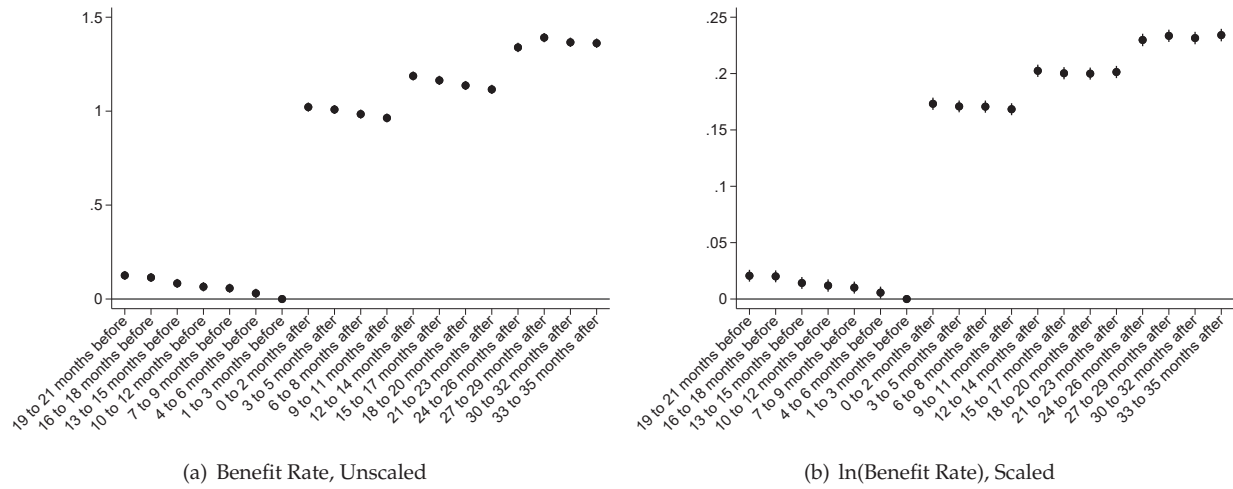 1.5
1
.5
0
19 to 21 months before
16 to 18 months before
13 to 15 months before
10 to 12 months before
7 to 9 months before
4 to 6 months before
1 to 3 months before
0 to 2 months after
3 to 5 months after
6 to 8 months after
9 to 11 months after
12 to 14 months after
15 to 17 months after
18 to 20 months after
21 to 23 months after
24 to 26 months after
27 to 29 months after
30 to 32 months after
33 to 35 months after
(a) Benefit Rate, Unscaled
.25
.2
.15
.1
.05
0
19 to 21 months before
16 to 18 months before
13 to 15 months before
10 to 12 months before
7 to 9 months before
4 to 6 months before
1 to 3 months before
0 to 2 months after
3 to 5 months after
6 to 8 months after
9 to 11 months after
12 to 14 months after
15 to 17 months after
18 to 20 months after
21 to 23 months after
24 to 26 months after
27 to 29 months after
30 to 32 months after
33 to 35 months after
(b) ln(Benefit Rate), Scaled